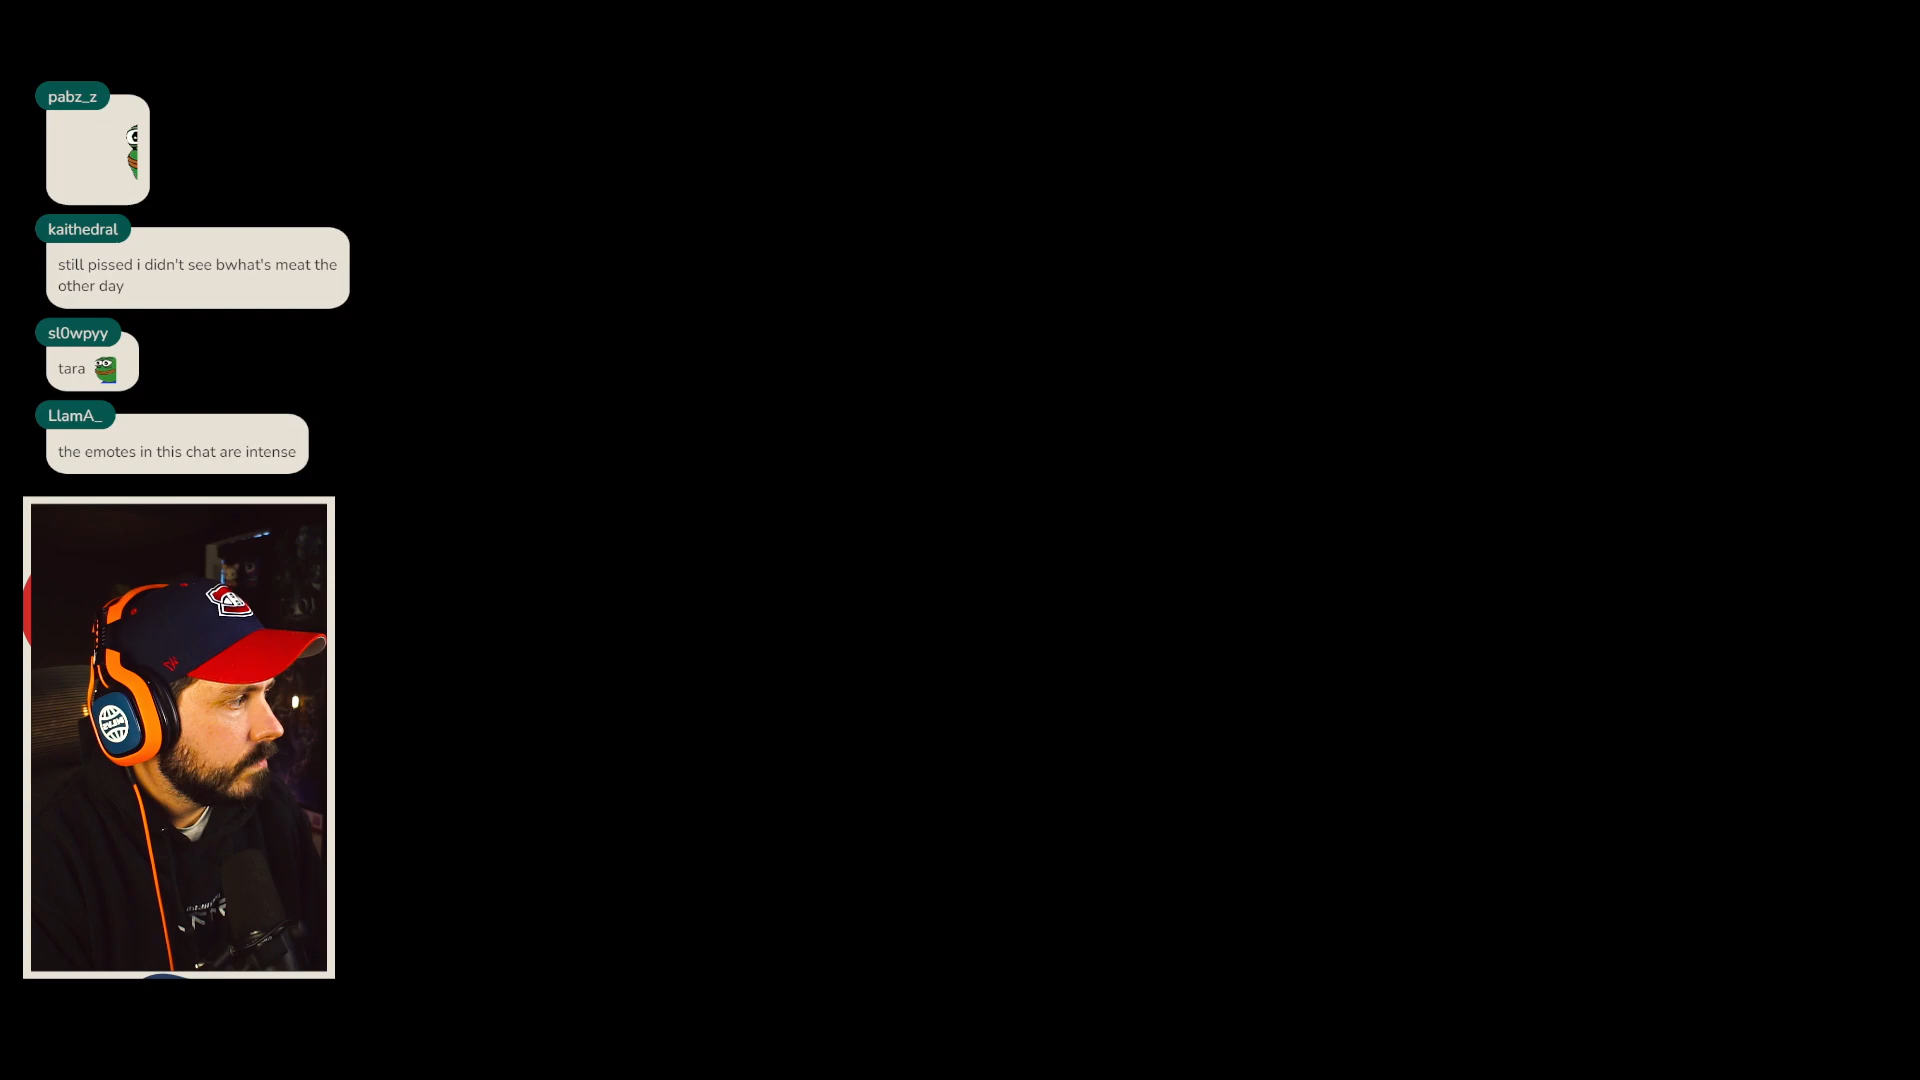 pabz_z
kaithedral
still pissed i didn't see bwhat's meat the
other day
sl0wpyy
tara
LlamA_
the emotes in this chat are intense